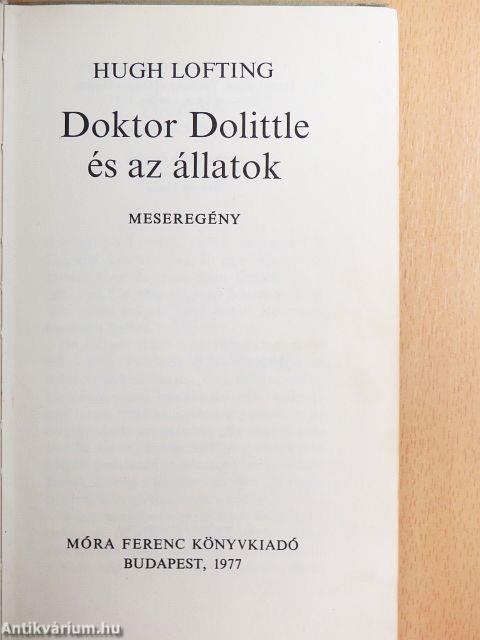 HUGH LOFTING
Doktor Dolittle
és az állatok
MESEREGÉNY
MÓRA FERENC KÖNYVKIADÓ
BUDAPEST, 1977
Antikvárium.hu